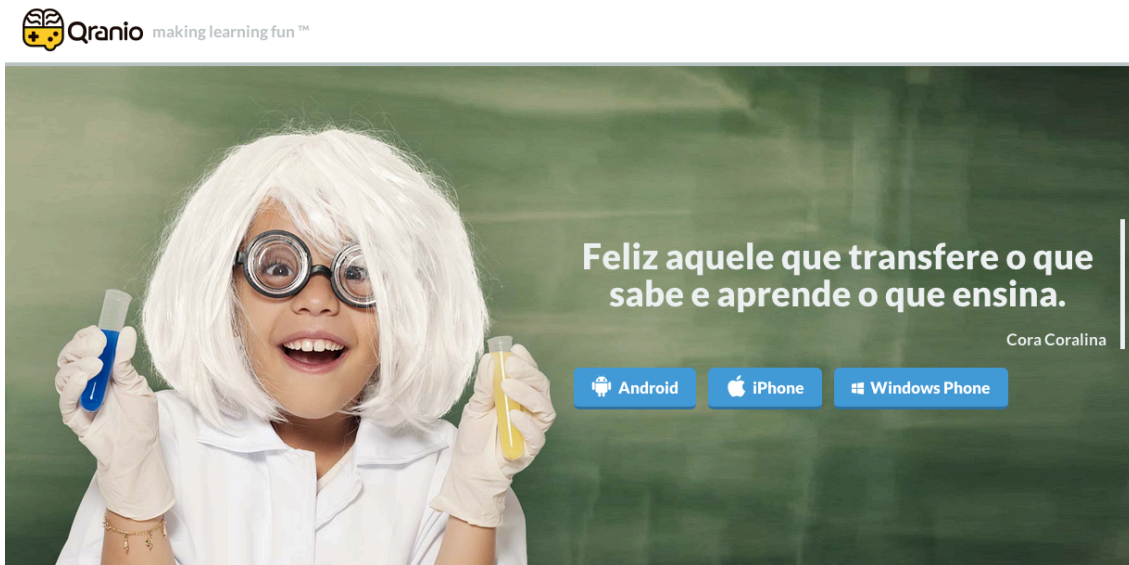 Qranio making learning fun ™
Feliz aquele que transfere o que
sabe e aprende o que ensina.
Cora Coralina
Android iPhone Windows Phone